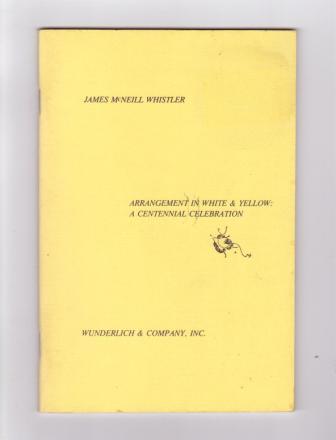 JAMES McNEILL WHISTLER
ARRANGEMENT IN WHITE & YELLOW:
A CENTENNIAL CELEBRATION
WUNDERLICH & COMPANY, INC.